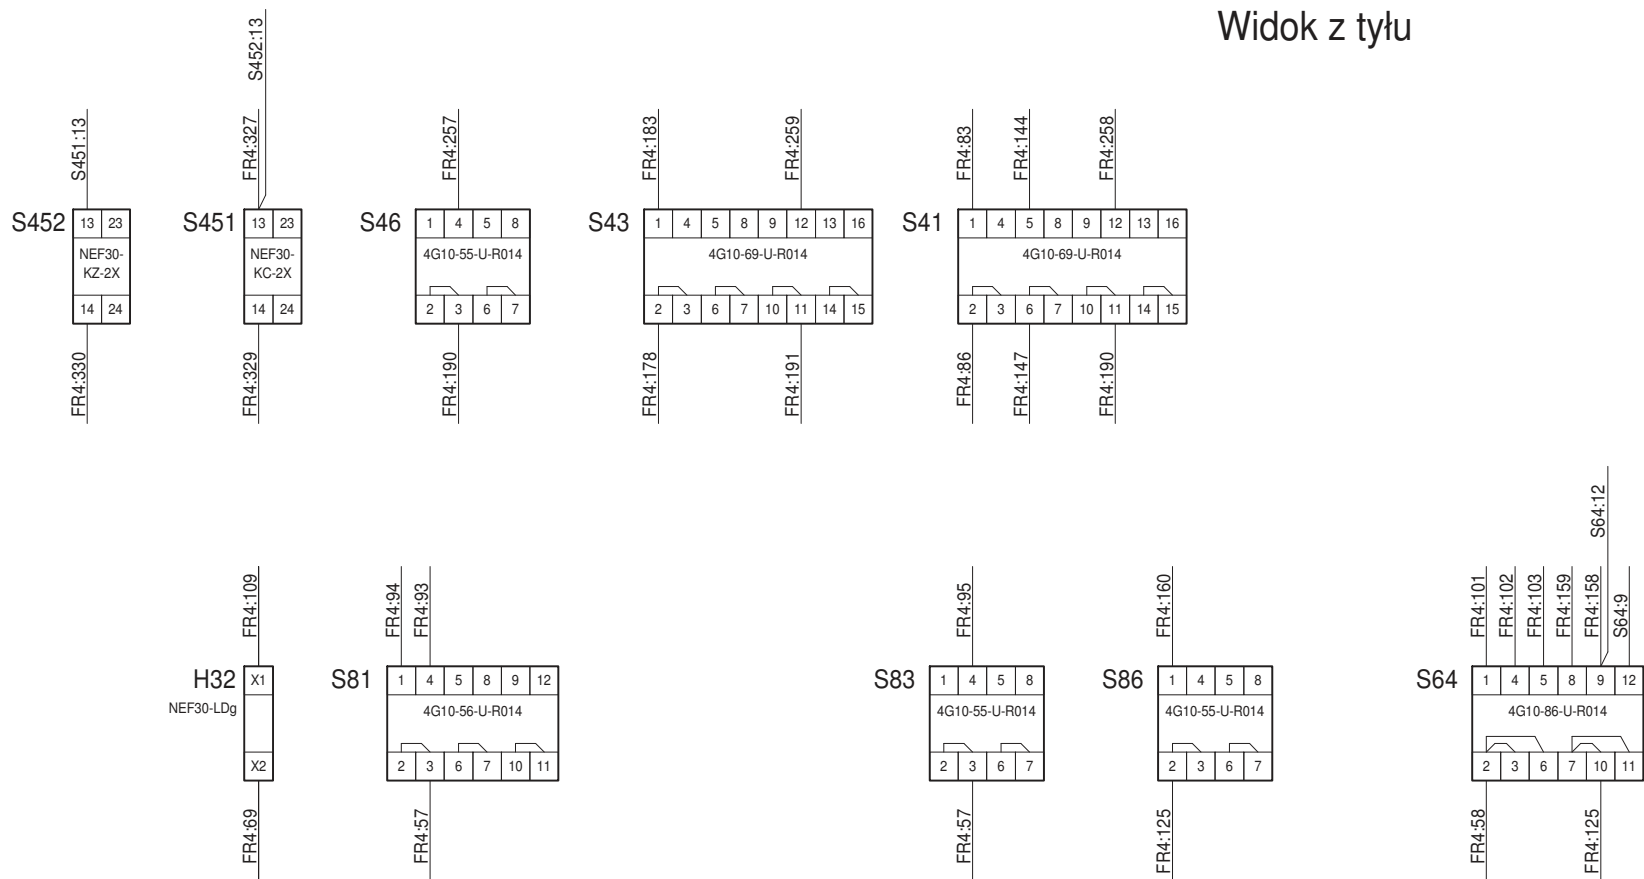 Widok z tyłu
S452:13
S451:13
FR4:327
FR4:257
FR4:183
FR4:259
FR4:83
FR4:144
FR4:258
S452
13 23
NEF30-
KZ-2X
14 24
S451
13 23
NEF30-
KC-2X
14 24
S46
1 4 5 8
4G10-55-U-R014
2 3 6 7
S43
1 4 5 8 9 12 13 16
4G10-69-U-R014
2 3 6 7 10 11 14 15
S41
1 4 5 8 9 12 13 16
4G10-69-U-R014
2 3 6 7 10 11 14 15
FR4:330
FR4:329
FR4:190
FR4:178
FR4:191
FR4:86
FR4:147
FR4:190
S64:12
FR4:109
FR4:94
FR4:93
FR4:95
FR4:160
FR4:101
FR4:102
FR4:103
FR4:159
FR4:158
S64:9
H32
X1
NEF30-LDg
X2
S81
1 4 5 8 9 12
4G10-56-U-R014
2 3 6 7 10 11
S83
1 4 5 8
4G10-55-U-R014
2 3 6 7
S86
1 4 5 8
4G10-55-U-R014
2 3 6 7
S64
1 4 5 8 9 12
4G10-86-U-R014
2 3 6 7 10 11
FR4:69
FR4:57
FR4:57
FR4:125
FR4:58
FR4:125